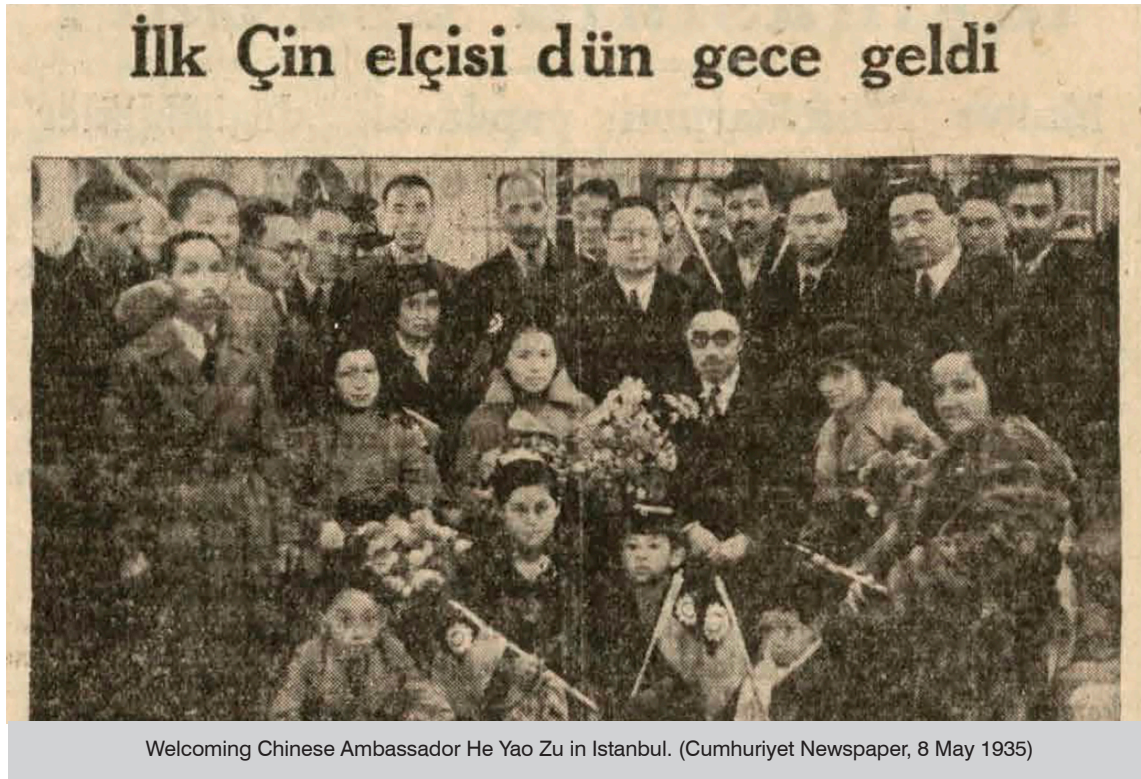 İlk Çin elçisi dün gece geldi
Welcoming Chinese Ambassador He Yao Zu in Istanbul. (Cumhuriyet Newspaper, 8 May 1935)